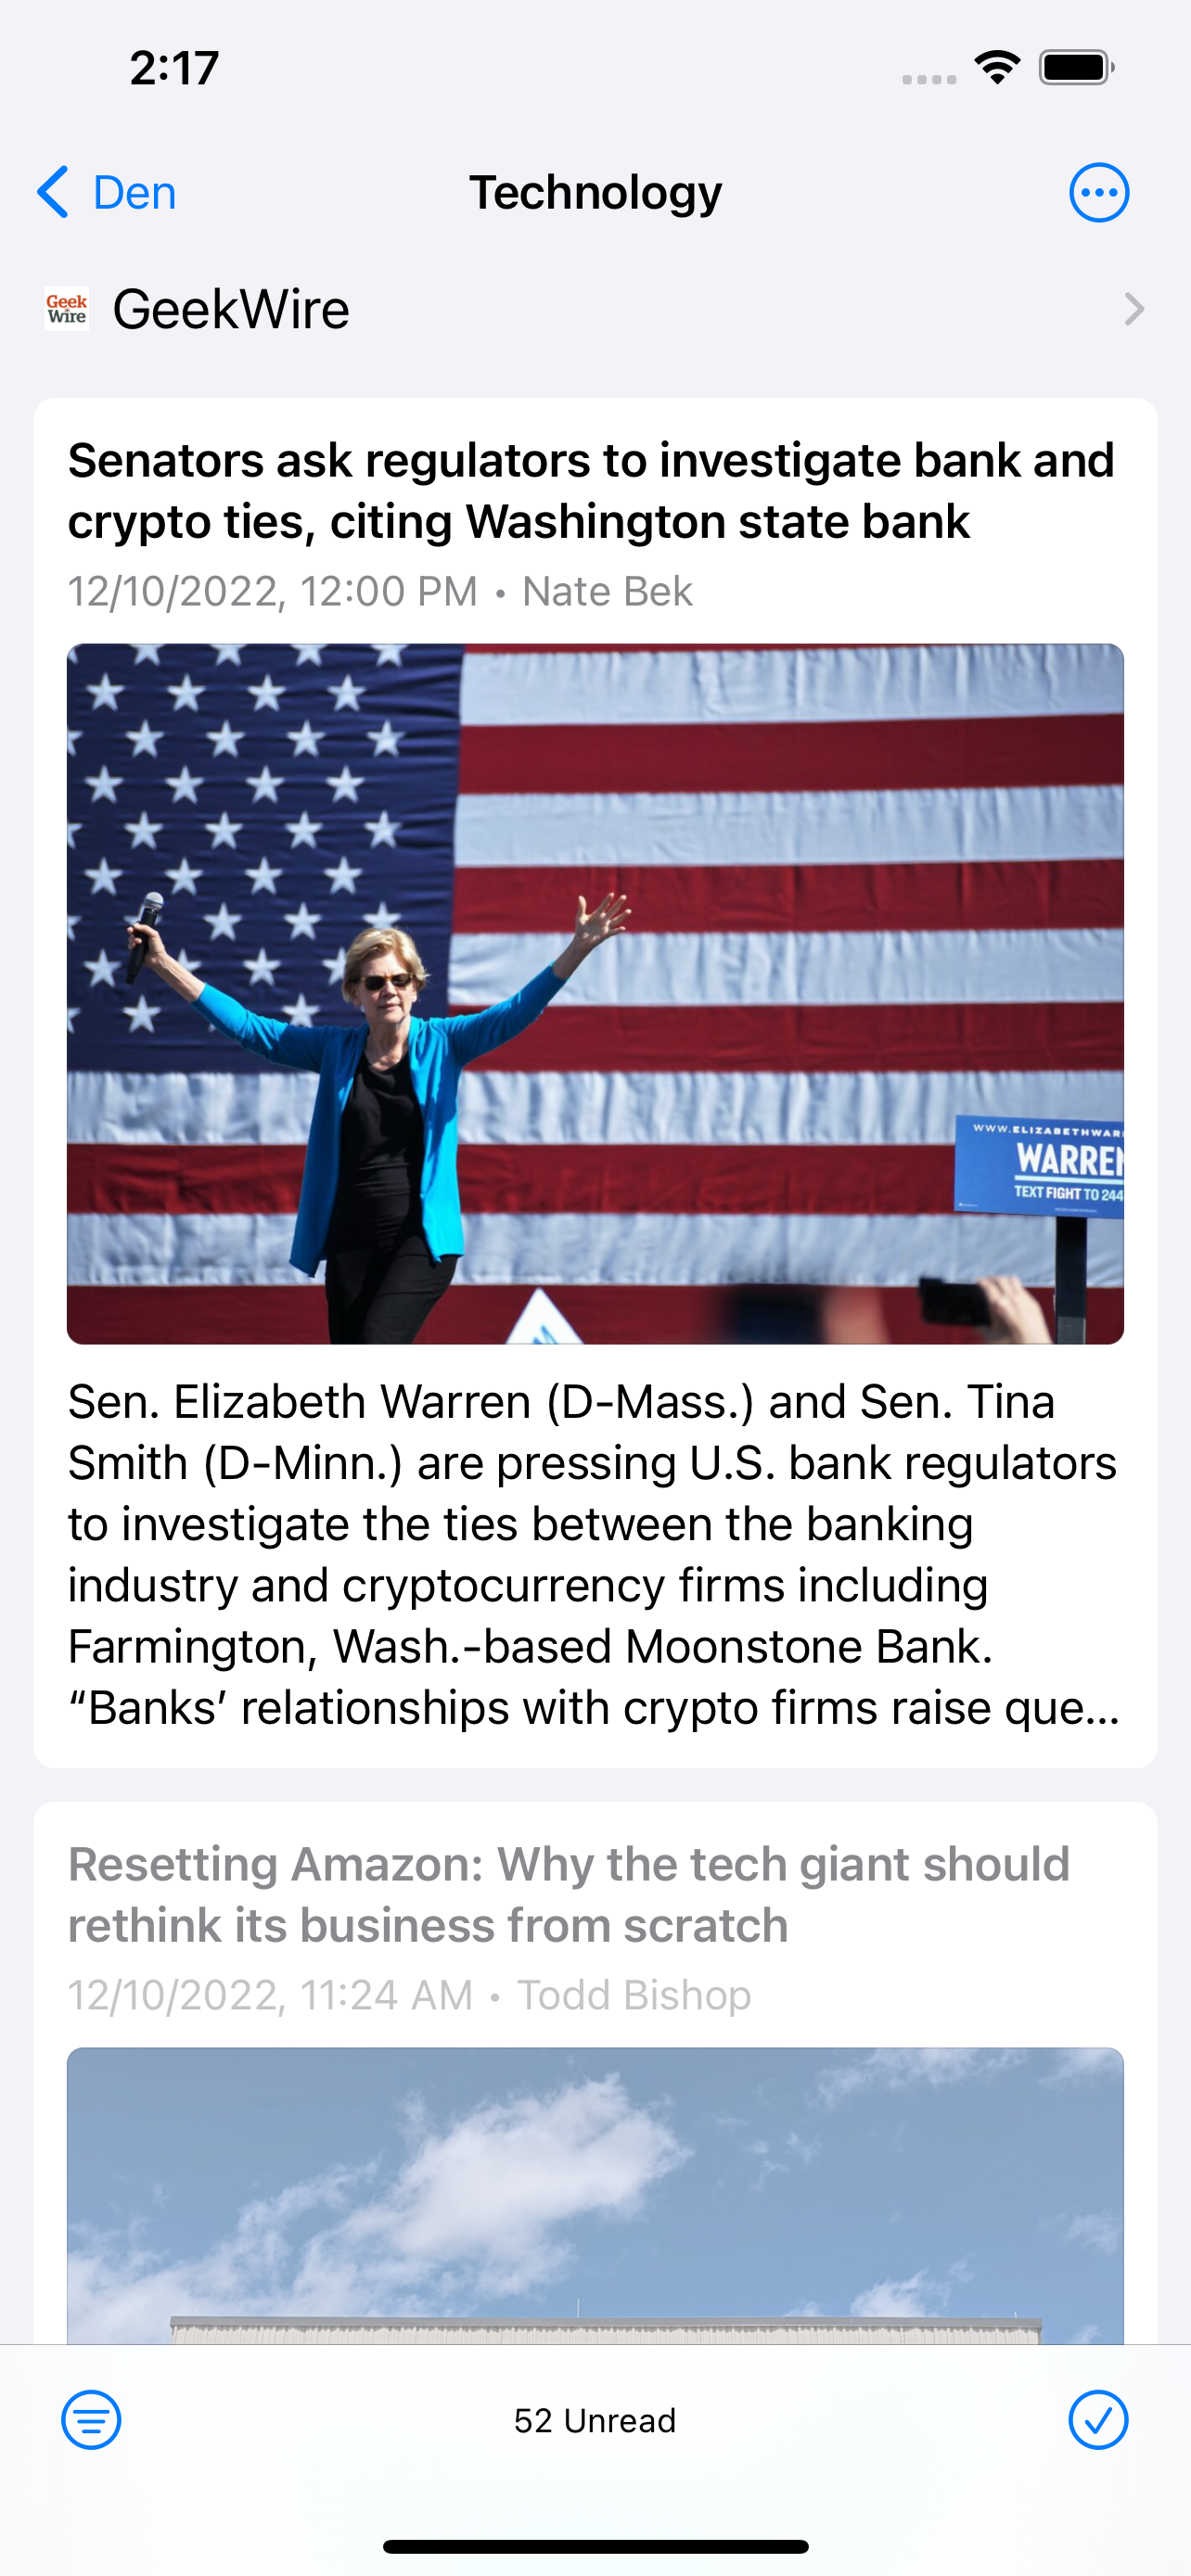 2:17
Den
Technology
Geek
Wire
GeekWire
Senators ask regulators to investigate bank and
crypto ties, citing Washington state bank
12/10/2022, 12:00 PM • Nate Bek
WWW.ELIZABETHWAR
WARREN
TEXT FIGHT TO 244
Sen. Elizabeth Warren (D-Mass.) and Sen. Tina
Smith (D-Minn.) are pressing U.S. bank regulators
to investigate the ties between the banking
industry and cryptocurrency firms including
Farmington, Wash.-based Moonstone Bank.
“Banks’ relationships with crypto firms raise que...
Resetting Amazon: Why the tech giant should
rethink its business from scratch
12/10/2022, 11:24 AM • Todd Bishop
52 Unread